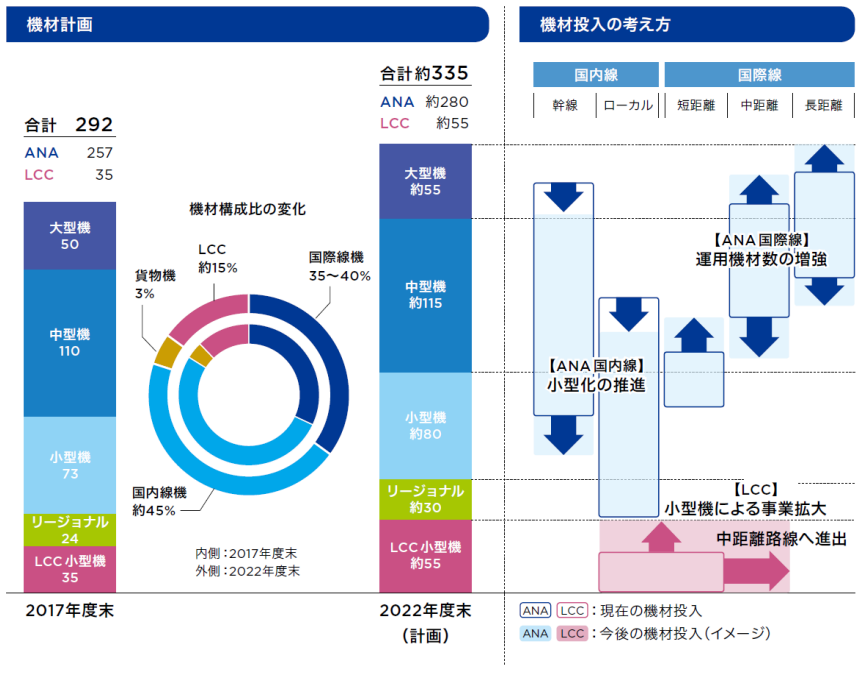 機材計画
合計 292
ANA 257
LCC 35
大型機
50
中型機
110
小型機
73
リージョナル
24
LCC 小型機
35
2017年度末
機材構成比の変化
LCC
約15%
国際線機
35～40%
貨物機
3%
国内線機
約45%
内側：2017年度末
外側：2022年度末
合計約335
ANA 約280
LCC 約55
大型機
約55
中型機
約115
小型機
約80
リージョナル
約30
LCC 小型機
約55
2022年度末
（計画）
機材投入の考え方
国内線 国際線
幹線 ローカル 短距離 中距離 長距離
【ANA 国際線】
運用機材数の増強
【ANA 国内線】
小型化の推進
【LCC】
小型機による事業拡大
中距離路線へ進出
ANA LCC：現在の機材投入
ANA LCC：今後の機材投入（イメージ）